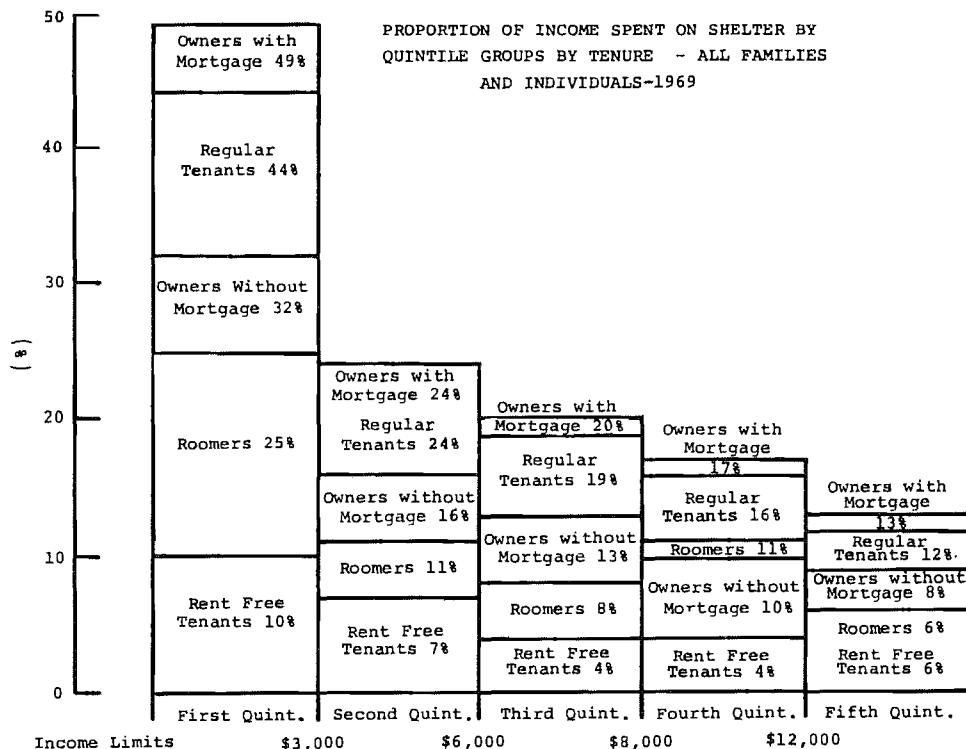 PROPORTION OF INCOME SPENT ON SHELTER BY
QUINTILE GROUPS BY TENURE - ALL FAMILIES
AND INDIVIDUALS-1969
50
40
30
20
10
0
(%)
Owners with
Mortgage 49%
Regular
Tenants 44%
Owners Without
Mortgage 32%
Roomers 25%
Rent Free
Tenants 10%
Owners with
Mortgage 24%
Regular
Tenants 24%
Owners without
Mortgage 16%
Roomers 11%
Rent Free
Tenants 7%
Owners with
Mortgage 20%
Regular
Tenants 19%
Owners without
Mortgage 13%
Roomers 8%
Rent Free
Tenants 4%
Owners with
Mortgage
17%
Regular
Tenants 16%
Roomers 11%
Owners without
Mortgage 10%
Rent Free
Tenants 4%
Owners with
Mortgage
13%
Regular
Tenants 12%.
Owners without
Mortgage 8%
Roomers 6%
Rent Free
Tenants 6%
First Quint. Second Quint. Third Quint. Fourth Quint. Fifth Quint.
Income Limits $3,000 $6,000 $8,000 $12,000